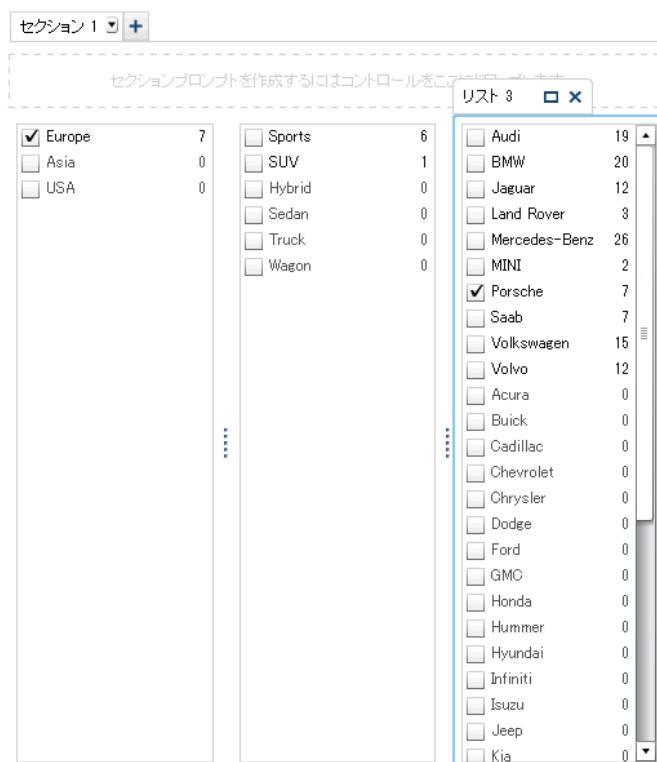 セクション 1
+
セクションプロンプトを作成するにはコントロールをここにドロップします
リスト 3
Europe 7
Asia 0
USA 0
Sports 6
SUV 1
Hybrid 0
Sedan 0
Truck 0
Wagon 0
Audi 19
BMW 20
Jaguar 12
Land Rover 3
Mercedes-Benz 26
MINI 2
Porsche 7
Saab 7
Volkswagen 15
Volvo 12
Acura 0
Buick 0
Cadillac 0
Chevrolet 0
Chrysler 0
Dodge 0
Ford 0
GMC 0
Honda 0
Hummer 0
Hyundai 0
Infiniti 0
Isuzu 0
Jeep 0
Kia 0